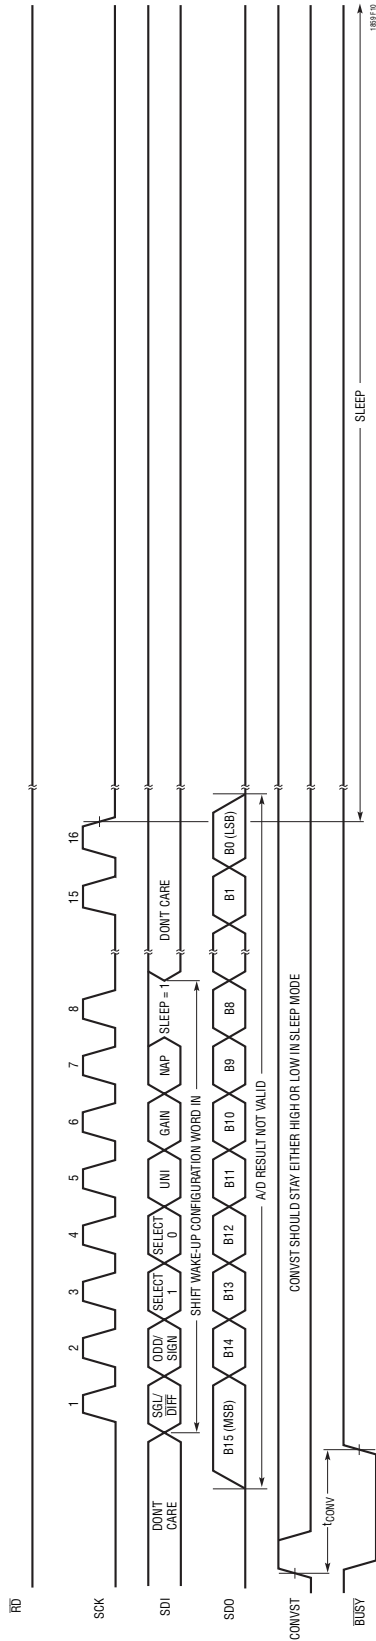 RD
SCK
1 2 3 4 5 6 7 8 15 16
SDI
DON'T
CARE
SGL/
DIFF
ODD/
SIGN
SELECT
1
SELECT
0
UNI
GAIN
NAP
SLEEP = 1
DON'T CARE
SHIFT WAKE-UP CONFIGURATION WORD IN
SDO
B15 (MSB) B14 B13 B12 B11 B10 B9 B8 B1 B0 (LSB)
A/D RESULT NOT VALID
CONVST
CONVST SHOULD STAY EITHER HIGH OR LOW IN SLEEP MODE
tCONV
BUSY
SLEEP
1859 F10